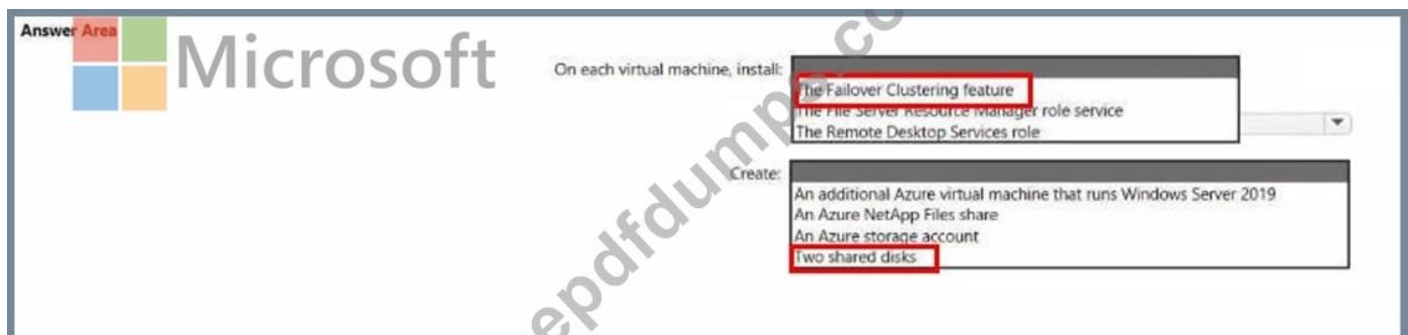 Answer Area
Microsoft
On each virtual machine, install:
The Failover Clustering feature
The File Server Resource Manager role service
The Remote Desktop Services role
Create:
An additional Azure virtual machine that runs Windows Server 2019
An Azure NetApp Files share
An Azure storage account
Two shared disks
epdfdumps.co